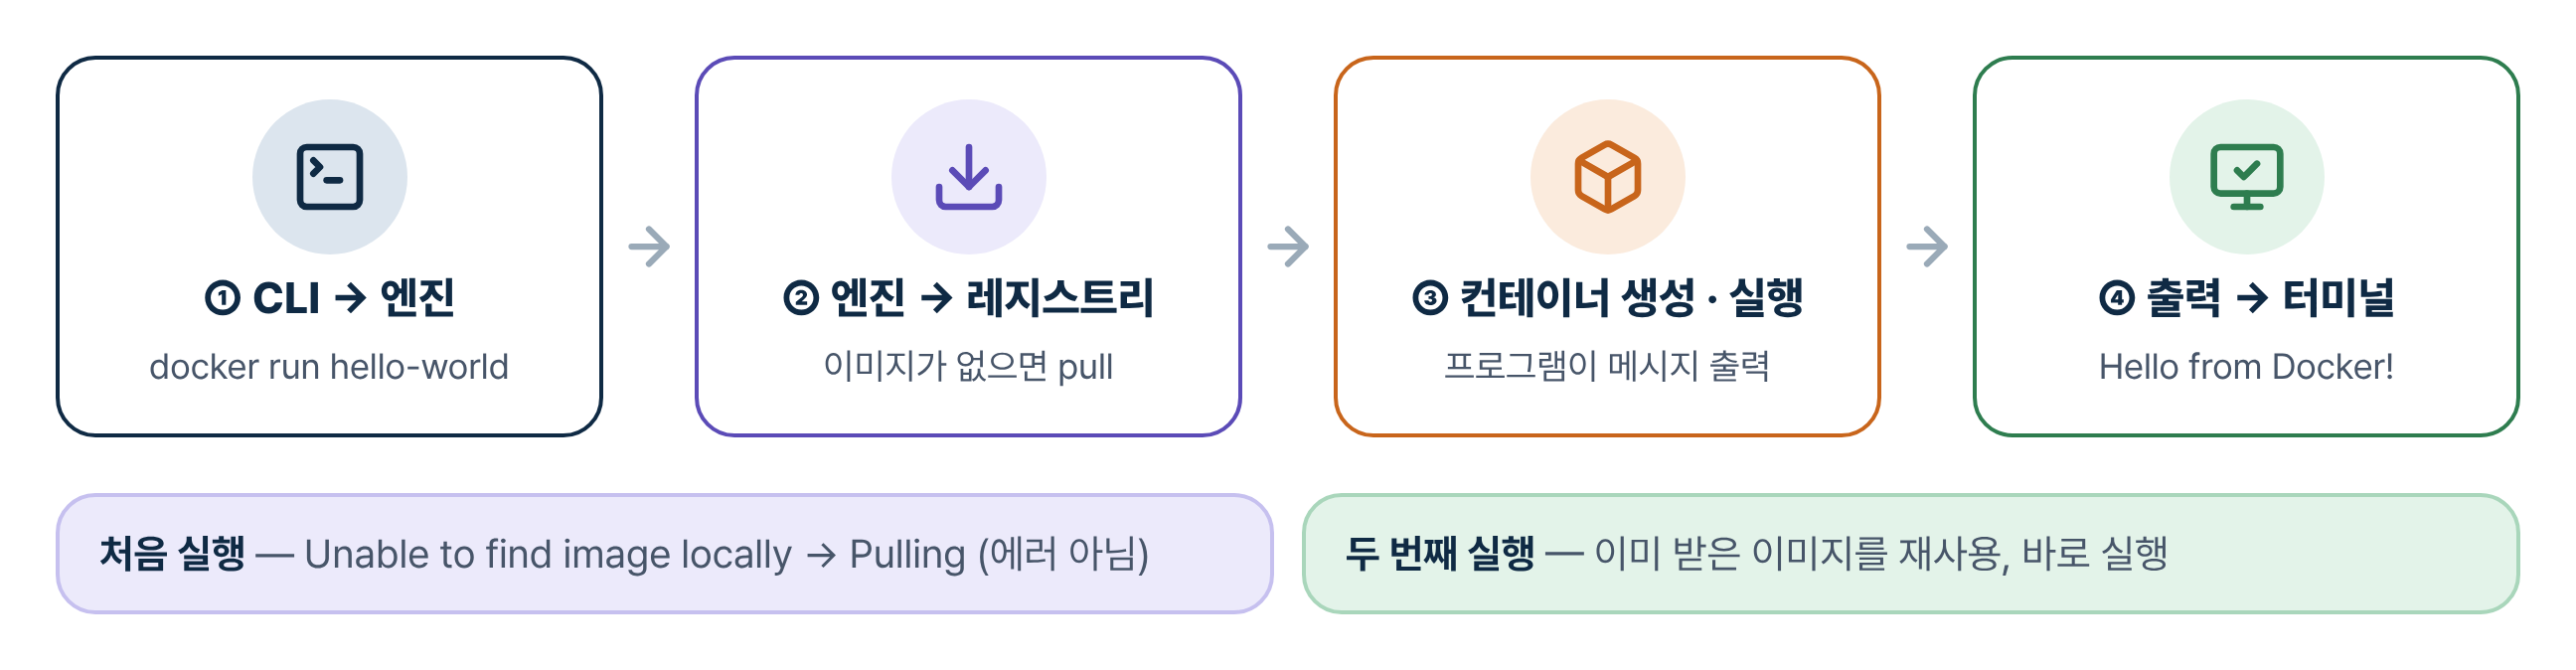 ① CLI → 엔진
docker run hello-world
② 엔진 → 레지스트리
이미지가 없으면 pull
③ 컨테이너 생성 · 실행
프로그램이 메시지 출력
④ 출력 → 터미널
Hello from Docker!
처음 실행 — Unable to find image locally → Pulling (에러 아님)
두 번째 실행 — 이미 받은 이미지를 재사용, 바로 실행